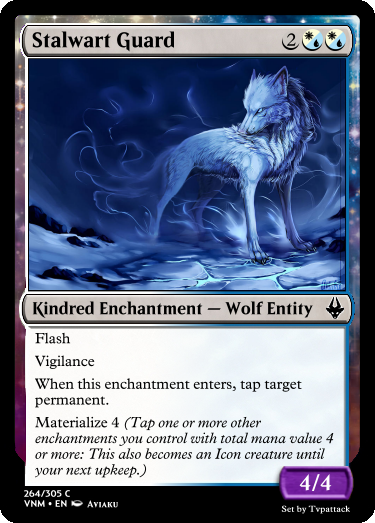 Stalwart Guard 2
Kindred Enchantment — Wolf Entity
Flash
Vigilance
When this enchantment enters, tap target
permanent.
Materialize 4 (Tap one or more other
enchantments you control with total mana value 4
or more: This also becomes an Icon creature until
your next upkeep.)
4/4
264/305 C
VNM • EN Aviaku
Set by Tvpattack